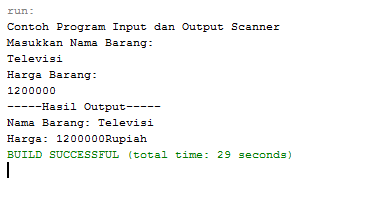 run:
Contoh Program Input dan Output Scanner
Masukkan Nama Barang:
Televisi
Harga Barang:
1200000
-----Hasil Output-----
Nama Barang: Televisi
Harga: 1200000Rupiah
BUILD SUCCESSFUL (total time: 29 seconds)